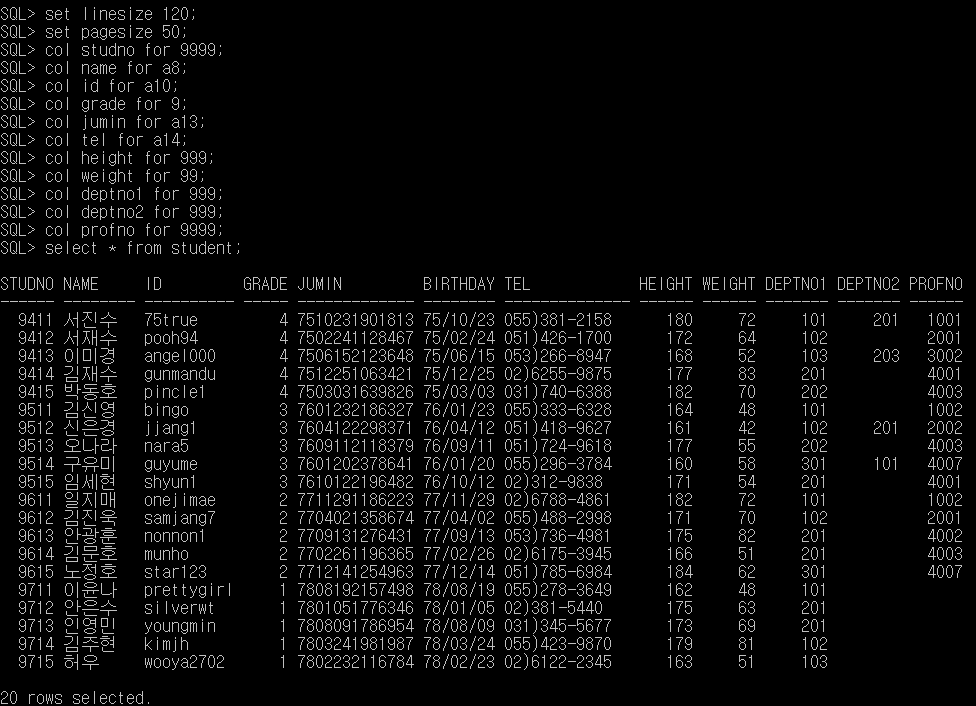 SQL> set linesize 120;
SQL> set pagesize 50;
SQL> col studno for 9999;
SQL> col name for a8;
SQL> col id for a10;
SQL> col grade for 9;
SQL> col jumin for a13;
SQL> col tel for a14;
SQL> col height for 999;
SQL> col weight for 99;
SQL> col deptno1 for 999;
SQL> col deptno2 for 999;
SQL> col profno for 9999;
SQL> select * from student;
STUDNO NAME     ID         GRADE JUMIN         BIRTHDAY TEL            HEIGHT WEIGHT DEPTNO1 DEPTNO2 PROFNO
------ -------- ---------- ----- ------------- -------- -------------- ------ ------ ------- ------- ------
  9411 서진수   75true         4 7510231901813 75/10/23 055)381-2158      180     72     101     201   1001
  9412 서재수   pooh94         4 7502241128467 75/02/24 051)426-1700      172     64     102           2001
  9413 이미경   angel000       4 7506152123648 75/06/15 053)266-8947      168     52     103     203   3002
  9414 김재수   gunmandu       4 7512251063421 75/12/25 02)6255-9875      177     83     201           4001
  9415 박동호   pincle1        4 7503031639826 75/03/03 031)740-6388      182     70     202           4003
  9511 김신영   bingo          3 7601232186327 76/01/23 055)333-6328      164     48     101           1002
  9512 신은경   jjang1         3 7604122298371 76/04/12 051)418-9627      161     42     102     201   2002
  9513 오나라   nara5          3 7609112118379 76/09/11 051)724-9618      177     55     202           4003
  9514 구유미   guyume         3 7601202378641 76/01/20 055)296-3784      160     58     301     101   4007
  9515 임세현   shyun1         3 7610122196482 76/10/12 02)312-9838       171     54     201           4001
  9611 일지매   onejimae       2 7711291186223 77/11/29 02)6788-4861      182     72     101           1002
  9612 김진욱   samjang7       2 7704021358674 77/04/02 055)488-2998      171     70     102           2001
  9613 안광훈   nonnon1        2 7709131276431 77/09/13 053)736-4981      175     82     201           4002
  9614 김문호   munho          2 7702261196365 77/02/26 02)6175-3945      166     51     201           4003
  9615 노정호   star123        2 7712141254963 77/12/14 051)785-6984      184     62     301           4007
  9711 이윤나   prettygirl     1 7808192157498 78/08/19 055)278-3649      162     48     101
  9712 안은수   silverwt       1 7801051776346 78/01/05 02)381-5440       175     63     201
  9713 인영민   youngmin       1 7808091786954 78/08/09 031)345-5677      173     69     201
  9714 김주현   kimjh          1 7803241981987 78/03/24 055)423-9870      179     81     102
  9715 허우     wooya2702      1 7802232116784 78/02/23 02)6122-2345      163     51     103
20 rows selected.